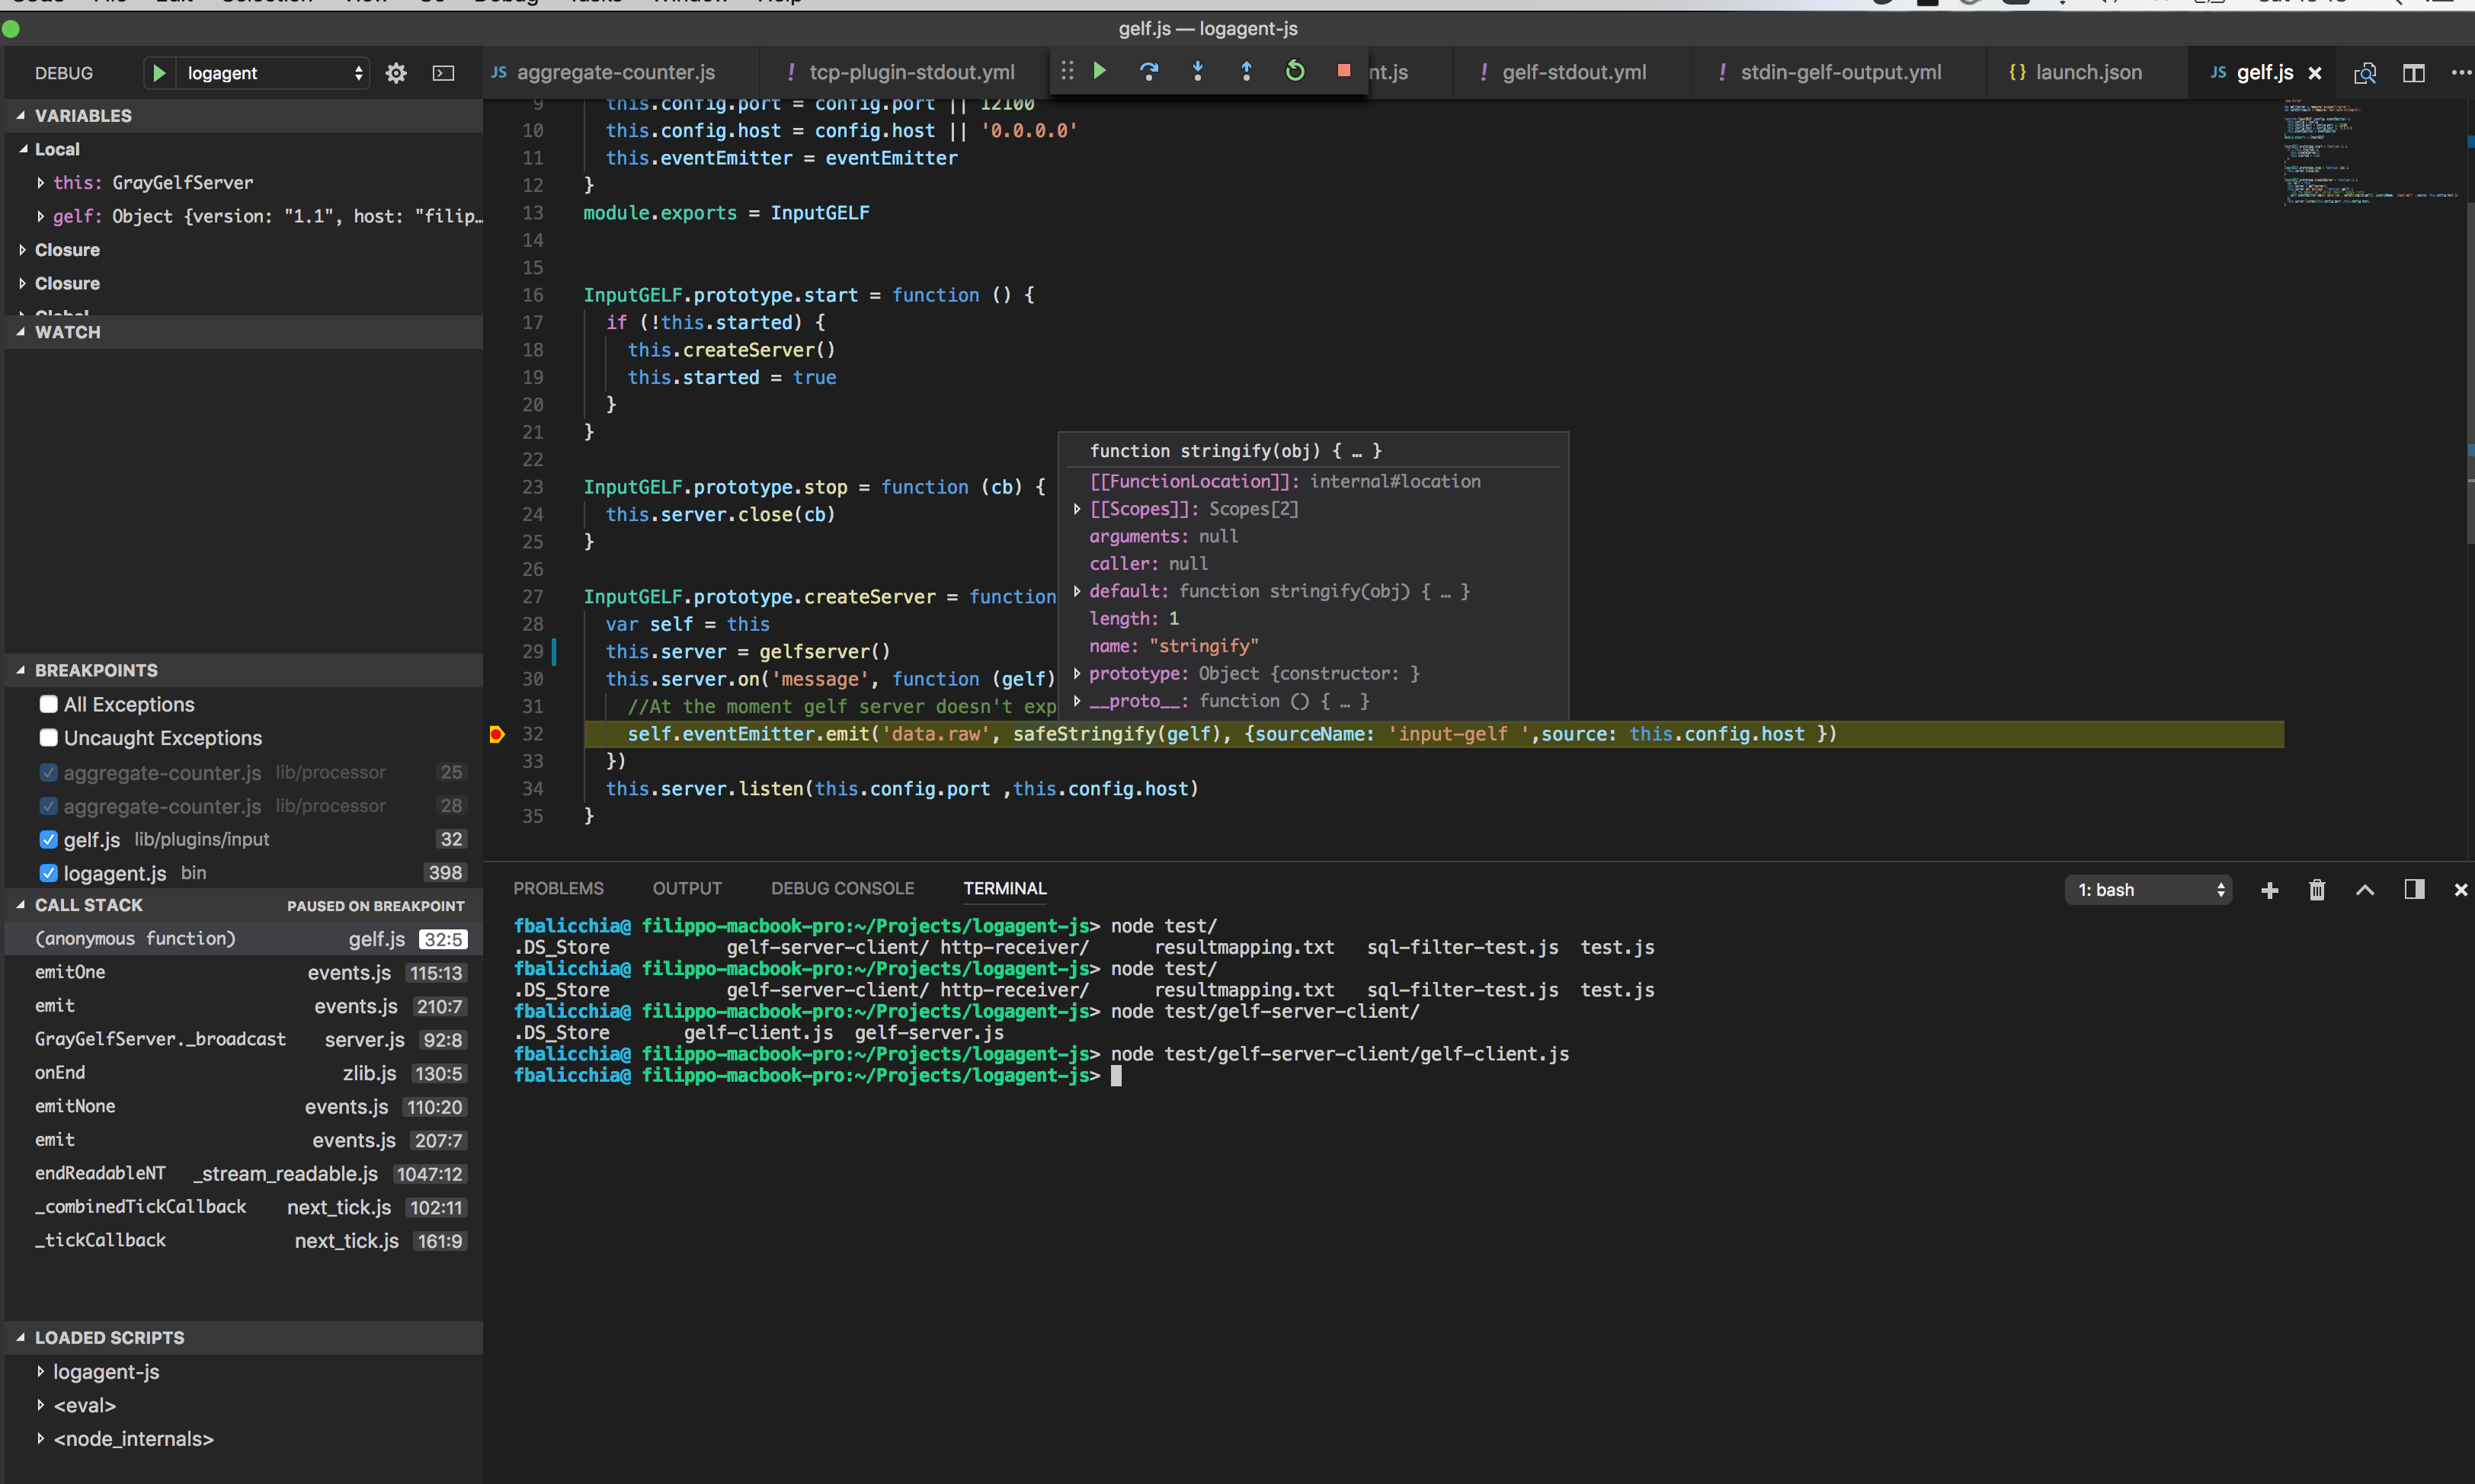 gelf.js — logagent-js
DEBUG
logagent
aggregate-counter.js
tcp-plugin-stdout.yml
nt.js
gelf-stdout.yml
stdin-gelf-output.yml
launch.json
gelf.js
VARIABLES
Local
this: GrayGelfServer
gelf: Object {version: "1.1", host: "filip…
Closure
Closure
Global
WATCH
BREAKPOINTS
All Exceptions
Uncaught Exceptions
aggregate-counter.js lib/processor 25
aggregate-counter.js lib/processor 28
gelf.js lib/plugins/input 32
logagent.js bin 398
CALL STACK PAUSED ON BREAKPOINT
(anonymous function) gelf.js 32:5
emitOne events.js 115:13
emit events.js 210:7
GrayGelfServer._broadcast server.js 92:8
onEnd zlib.js 130:5
emitNone events.js 110:20
emit events.js 207:7
endReadableNT _stream_readable.js 1047:12
_combinedTickCallback next_tick.js 102:11
_tickCallback next_tick.js 161:9
LOADED SCRIPTS
logagent-js
<eval>
<node_internals>
9 this.config.port = config.port || 12100
10 this.config.host = config.host || '0.0.0.0'
11 this.eventEmitter = eventEmitter
12 }
13 module.exports = InputGELF
14
15
16 InputGELF.prototype.start = function () {
17 if (!this.started) {
18 this.createServer()
19 this.started = true
20 }
21 }
22
23 InputGELF.prototype.stop = function (cb) {
24 this.server.close(cb)
25 }
26
27 InputGELF.prototype.createServer = function
28 var self = this
29 this.server = gelfserver()
30 this.server.on('message', function (gelf)
31 //At the moment gelf server doesn't exp
32 self.eventEmitter.emit('data.raw', safeStringify(gelf), {sourceName: 'input-gelf ',source: this.config.host })
33 })
34 this.server.listen(this.config.port ,this.config.host)
35 }
function stringify(obj) { … }
[[FunctionLocation]]: internal#location
[[Scopes]]: Scopes[2]
arguments: null
caller: null
default: function stringify(obj) { … }
length: 1
name: "stringify"
prototype: Object {constructor: }
__proto__: function () { … }
PROBLEMS OUTPUT DEBUG CONSOLE TERMINAL
1: bash
fbalicchia@ filippo-macbook-pro:~/Projects/logagent-js> node test/
.DS_Store gelf-server-client/ http-receiver/ resultmapping.txt sql-filter-test.js test.js
fbalicchia@ filippo-macbook-pro:~/Projects/logagent-js> node test/
.DS_Store gelf-server-client/ http-receiver/ resultmapping.txt sql-filter-test.js test.js
fbalicchia@ filippo-macbook-pro:~/Projects/logagent-js> node test/gelf-server-client/
.DS_Store gelf-client.js gelf-server.js
fbalicchia@ filippo-macbook-pro:~/Projects/logagent-js> node test/gelf-server-client/gelf-client.js
fbalicchia@ filippo-macbook-pro:~/Projects/logagent-js>